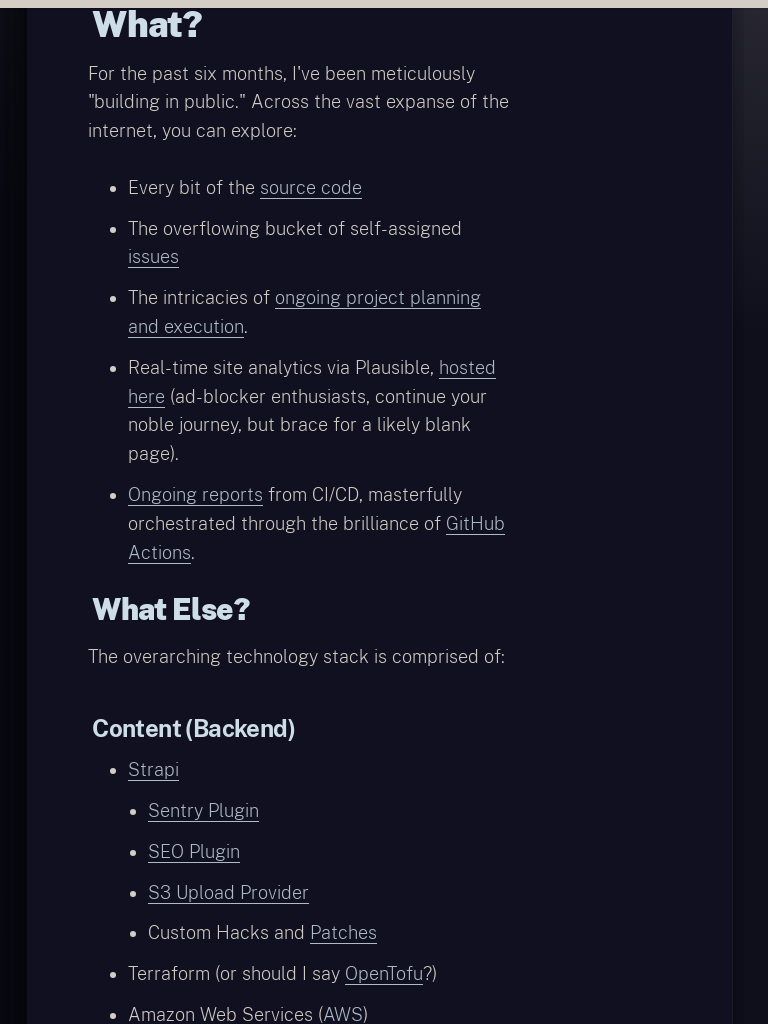 What?
For the past six months, I've been meticulously
"building in public." Across the vast expanse of the
internet, you can explore:
Every bit of the source code
The overflowing bucket of self-assigned
issues
The intricacies of ongoing project planning
and execution.
Real-time site analytics via Plausible, hosted
here (ad-blocker enthusiasts, continue your
noble journey, but brace for a likely blank
page).
Ongoing reports from CI/CD, masterfully
orchestrated through the brilliance of GitHub
Actions.
What Else?
The overarching technology stack is comprised of:
Content (Backend)
Strapi
Sentry Plugin
SEO Plugin
S3 Upload Provider
Custom Hacks and Patches
Terraform (or should I say OpenTofu?)
Amazon Web Services (AWS)